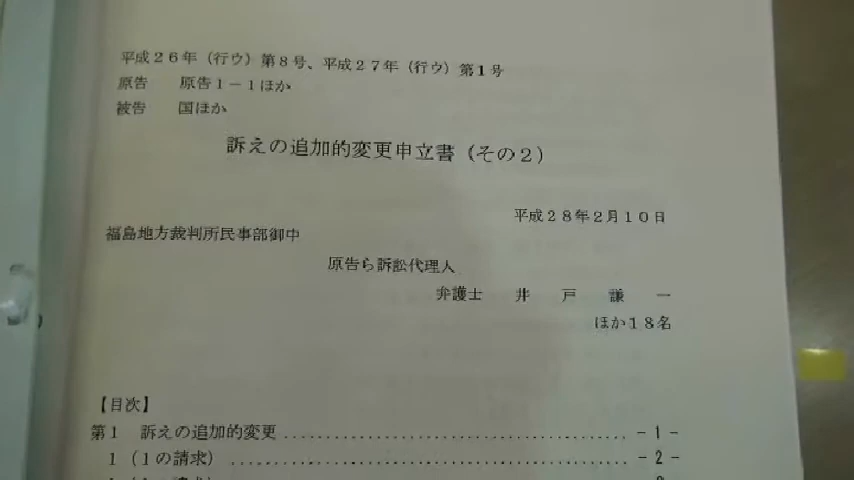 平成26年(行ウ)第8号、平成27年(行ウ)第1号
原告 原告1-1ほか
被告 国ほか
訴えの追加的変更申立書(その2)
平成28年2月10日
福島地方裁判所民事部御中
原告ら訴訟代理人
弁護士 井戸謙一
ほか18名
【目次】
第1 訴えの追加的変更 ........................................ -1-
1(1の請求) ........................................ -2-